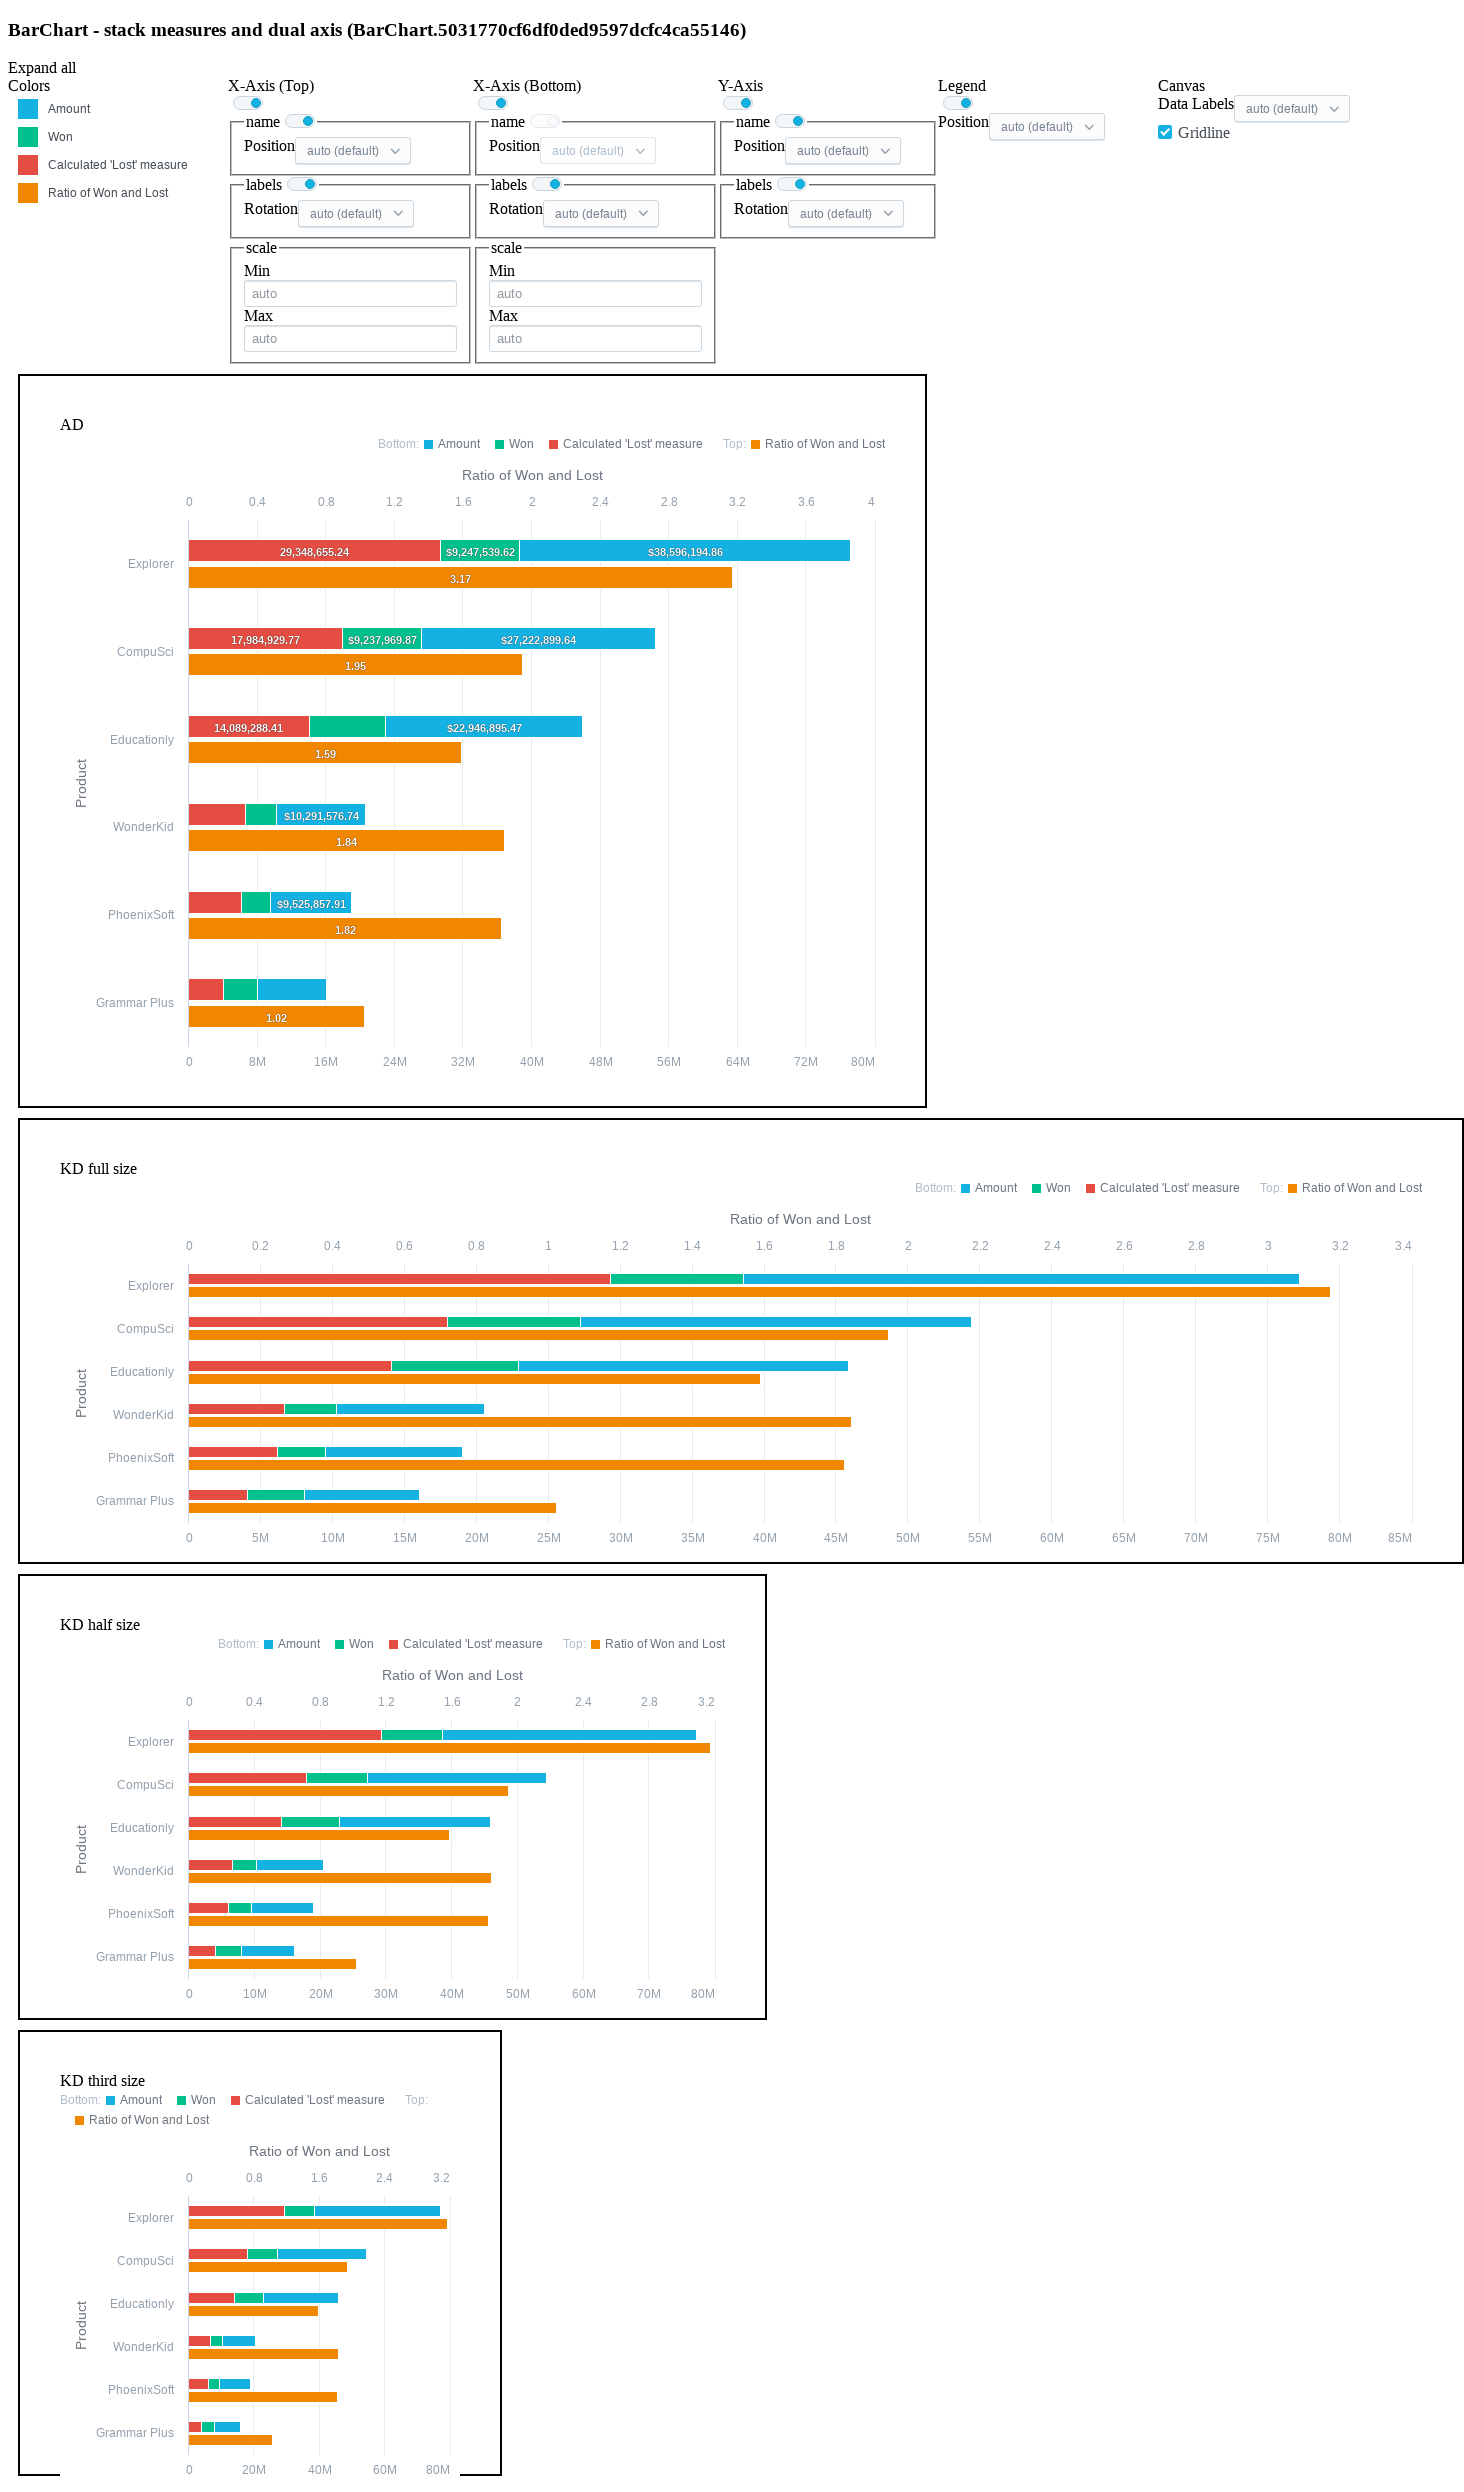 BarChart - stack measures and dual axis (BarChart.5031770cf6df0ded9597dcfc4ca55146)
Expand all
Colors
Amount
Won
Calculated 'Lost' measure
Ratio of Won and Lost
X-Axis (Top)
name
Position auto (default)
labels
Rotation auto (default)
scale
Min
auto
Max
auto
X-Axis (Bottom)
name
Position auto (default)
labels
Rotation auto (default)
scale
Min
auto
Max
auto
Y-Axis
name
Position auto (default)
labels
Rotation auto (default)
Legend
Position auto (default)
Canvas
Data Labels auto (default)
Gridline
AD
Bottom: Amount Won Calculated 'Lost' measure Top: Ratio of Won and Lost
Ratio of Won and Lost
0 0.4 0.8 1.2 1.6 2 2.4 2.8 3.2 3.6 4
Explorer 29,348,655.24 $9,247,539.62 $38,596,194.86
3.17
CompuSci 17,984,929.77 $9,237,969.87 $27,222,899.64
1.95
Educationly 14,089,288.41 $22,946,895.47
1.59
Product
WonderKid $10,291,576.74
1.84
PhoenixSoft $9,525,857.91
1.82
Grammar Plus
1.02
0 8M 16M 24M 32M 40M 48M 56M 64M 72M 80M
KD full size
Bottom: Amount Won Calculated 'Lost' measure Top: Ratio of Won and Lost
Ratio of Won and Lost
0 0.2 0.4 0.6 0.8 1 1.2 1.4 1.6 1.8 2 2.2 2.4 2.6 2.8 3 3.2 3.4
Explorer
CompuSci
Educationly
Product
WonderKid
PhoenixSoft
Grammar Plus
0 5M 10M 15M 20M 25M 30M 35M 40M 45M 50M 55M 60M 65M 70M 75M 80M 85M
KD half size
Bottom: Amount Won Calculated 'Lost' measure Top: Ratio of Won and Lost
Ratio of Won and Lost
0 0.4 0.8 1.2 1.6 2 2.4 2.8 3.2
Explorer
CompuSci
Educationly
Product
WonderKid
PhoenixSoft
Grammar Plus
0 10M 20M 30M 40M 50M 60M 70M 80M
KD third size
Bottom: Amount Won Calculated 'Lost' measure Top:
Ratio of Won and Lost
Ratio of Won and Lost
0 0.8 1.6 2.4 3.2
Explorer
CompuSci
Educationly
Product
WonderKid
PhoenixSoft
Grammar Plus
0 20M 40M 60M 80M